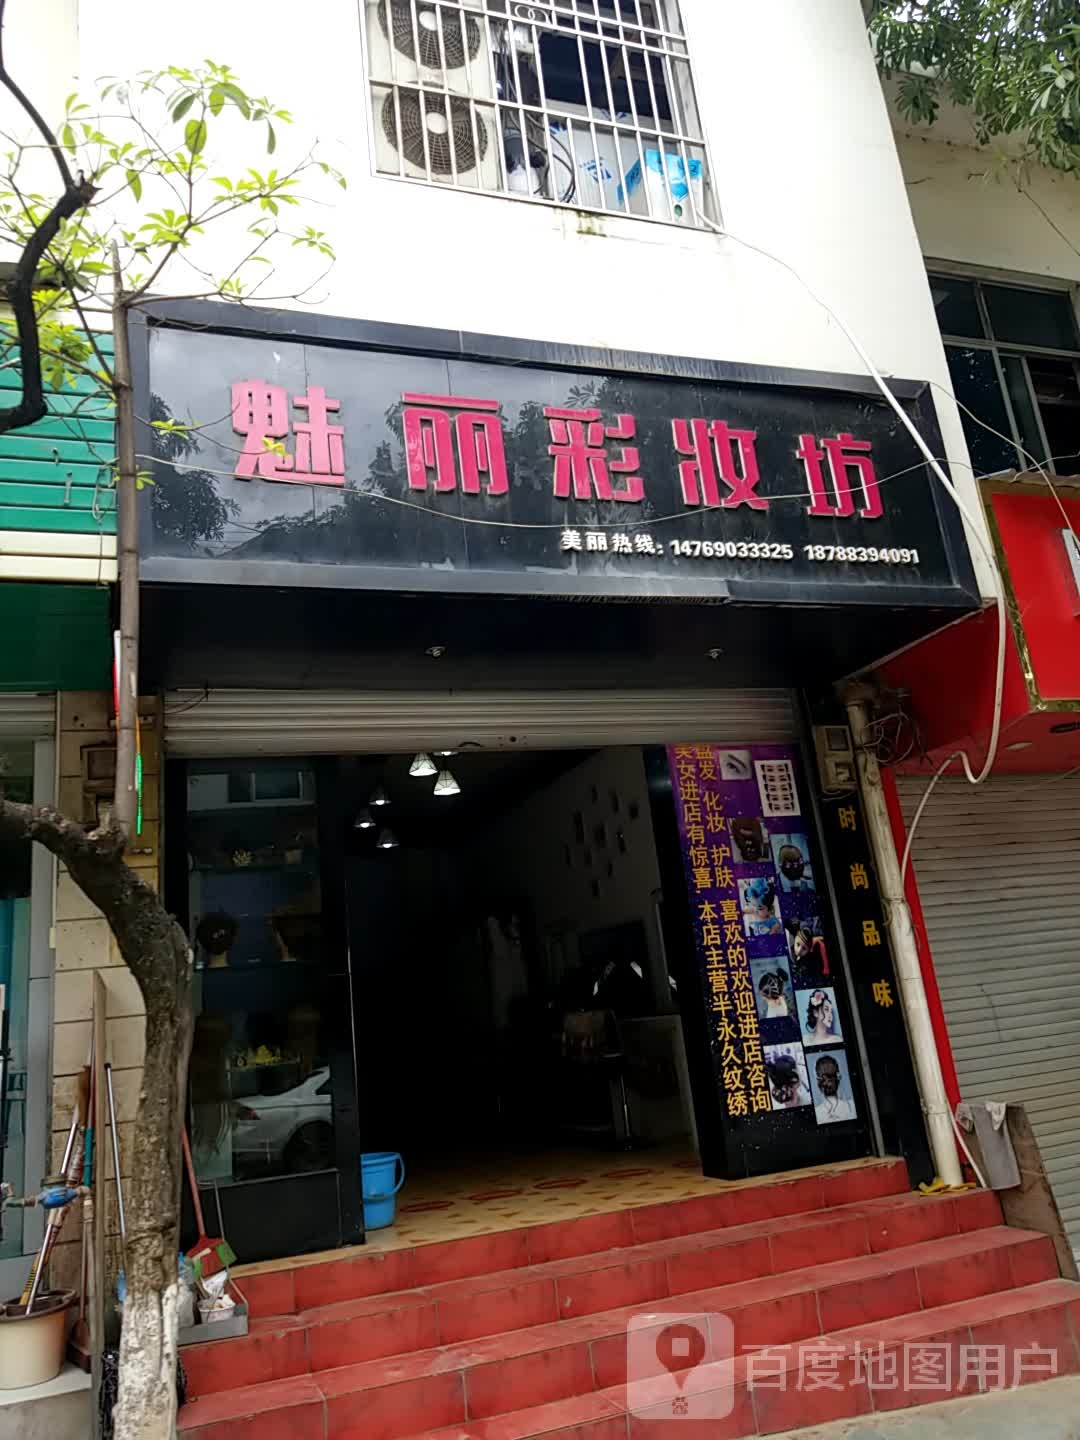 魅丽彩妆坊
美丽热线: 14769033325 18788394091
时尚品味
盘发 化妆 护肤 喜欢的欢迎进店咨询
美女进店有惊喜 本店主营半永久纹绣
百度地图用户